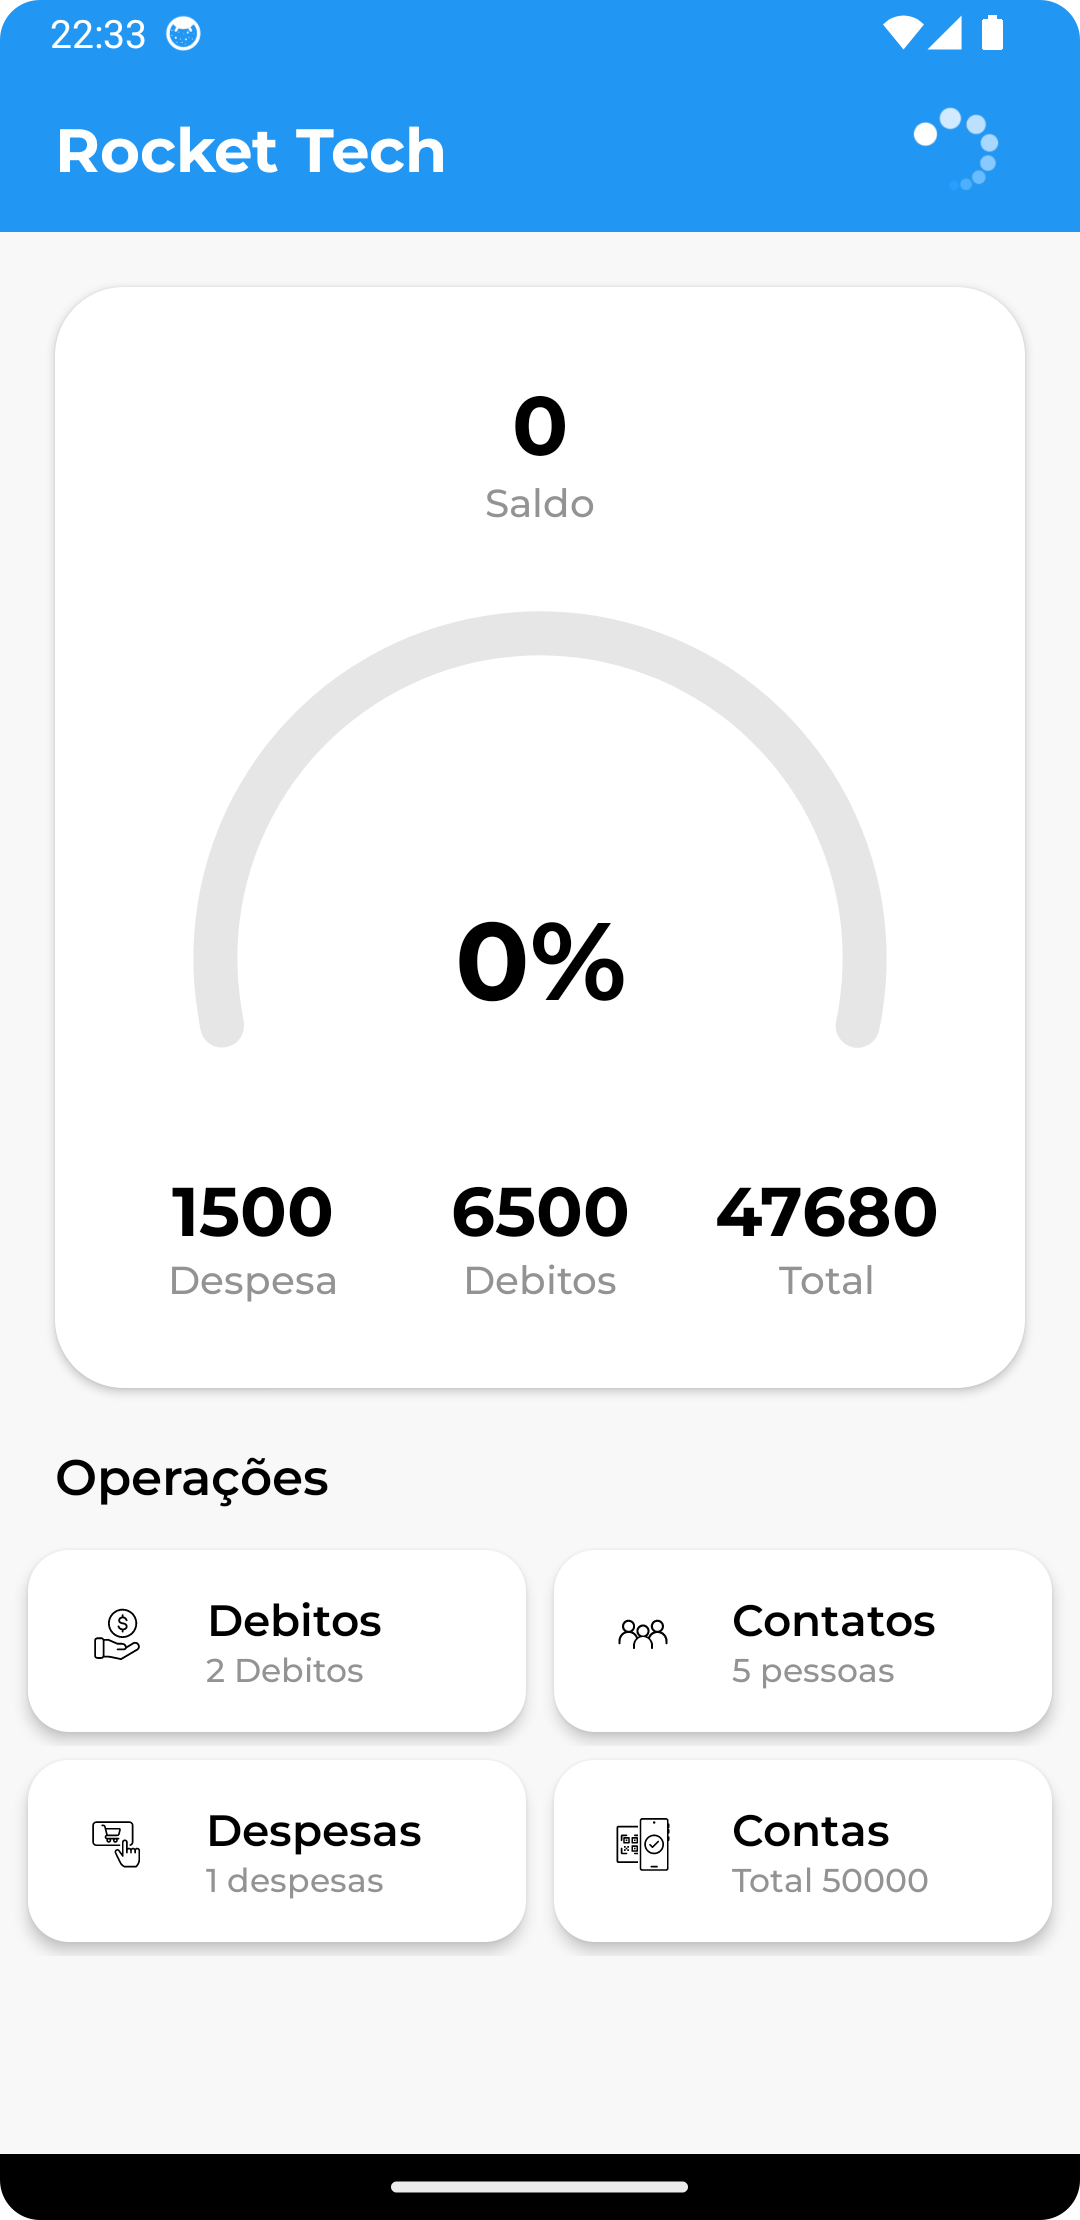 22:33
Rocket Tech
0
Saldo
0%
1500 6500 47680
Despesa Debitos Total
Operações
Debitos Contatos
2 Debitos 5 pessoas
Despesas Contas
1 despesas Total 50000